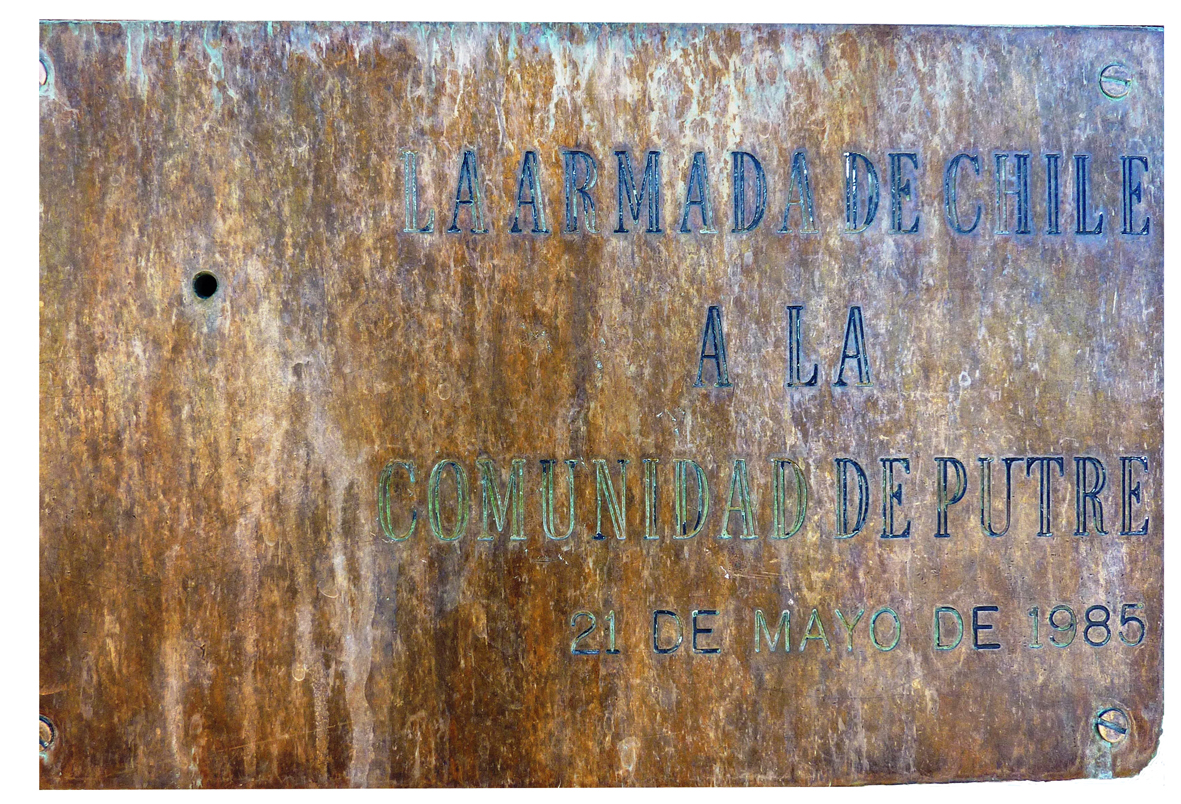 LA ARMADA DE CHILE
A LA
COMUNIDAD DE PUTRE
21 DE MAYO DE 1985